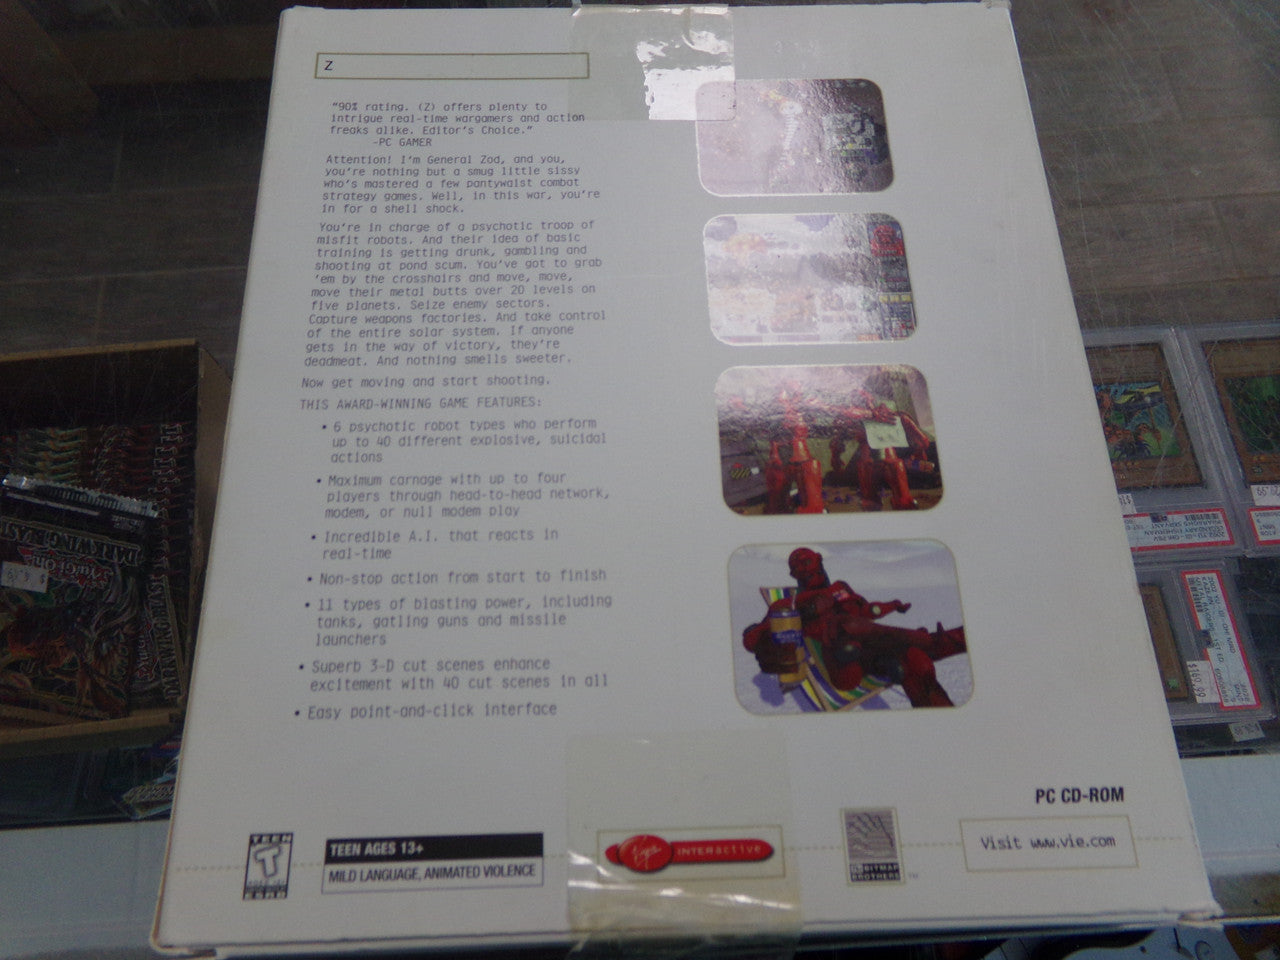 Z
"90% rating. (Z) offers plenty to
intrigue real-time wargamers and action
freaks alike. Editor's Choice."
-PC GAMER
Attention! I'm General Zod, and you,
you're nothing but a smug little sissy
who's mastered a few pantywaist combat
strategy games. Well, in this war, you're
in for a shell shock.
You're in charge of a psychotic troop of
misfit robots. And their idea of basic
training is getting drunk, gambling and
shooting at pond scum. You've got to grab
'em by the crosshairs and move, move,
move their metal butts over 20 levels on
five planets. Seize enemy sectors.
Capture weapons factories. And take control
of the entire solar system. If anyone
gets in the way of victory, they're
deadmeat. And nothing smells sweeter.
Now get moving and start shooting.
THIS AWARD-WINNING GAME FEATURES:
• 6 psychotic robot types who perform
up to 40 different explosive, suicidal
actions
• Maximum carnage with up to four
players through head-to-head network,
modem, or null modem play
• Incredible A.I. that reacts in
real-time
• Non-stop action from start to finish
• 11 types of blasting power, including
tanks, gatling guns and missile
launchers
• Superb 3-D cut scenes enhance
excitement with 40 cut scenes in all
• Easy point-and-click interface
PC CD-ROM
TEEN
T
ESRB
TEEN AGES 13+
MILD LANGUAGE, ANIMATED VIOLENCE
Virgin INTERactive
BITMAP
BROTHERS
TM
Visit www.vie.com
Yu-Gi-Oh!
$160.99